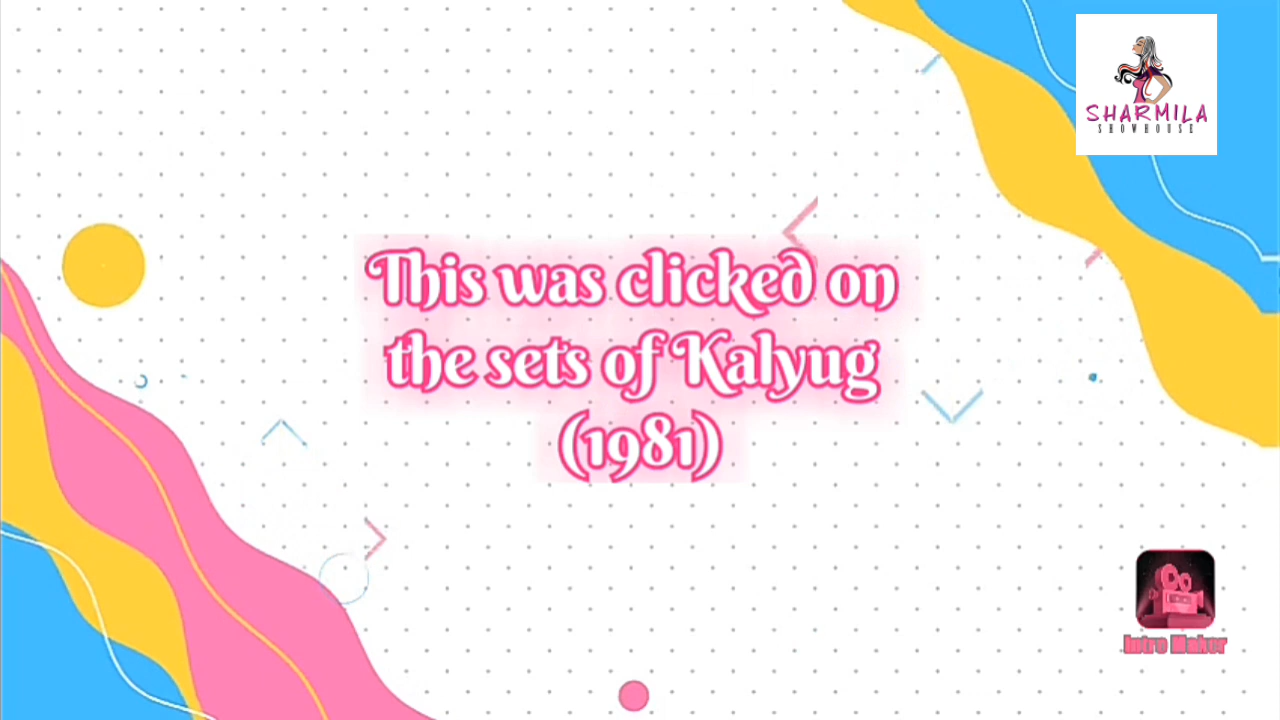 SHARMILA
SHOWHOUSE
This was clicked on
the sets of Kalyug
(1981)
Intro Maker